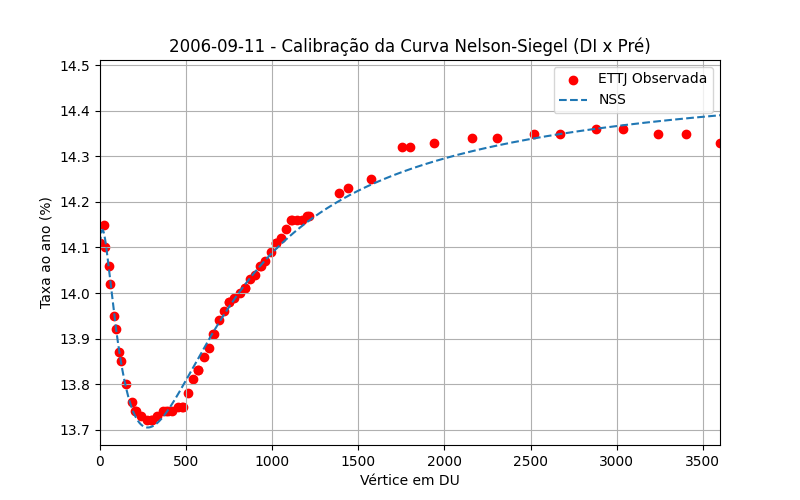 2006-09-11 - Calibração da Curva Nelson-Siegel (DI x Pré)
ETTJ Observada
NSS
Taxa ao ano (%)
14.5
14.4
14.3
14.2
14.1
14.0
13.9
13.8
13.7
0 500 1000 1500 2000 2500 3000 3500
Vértice em DU